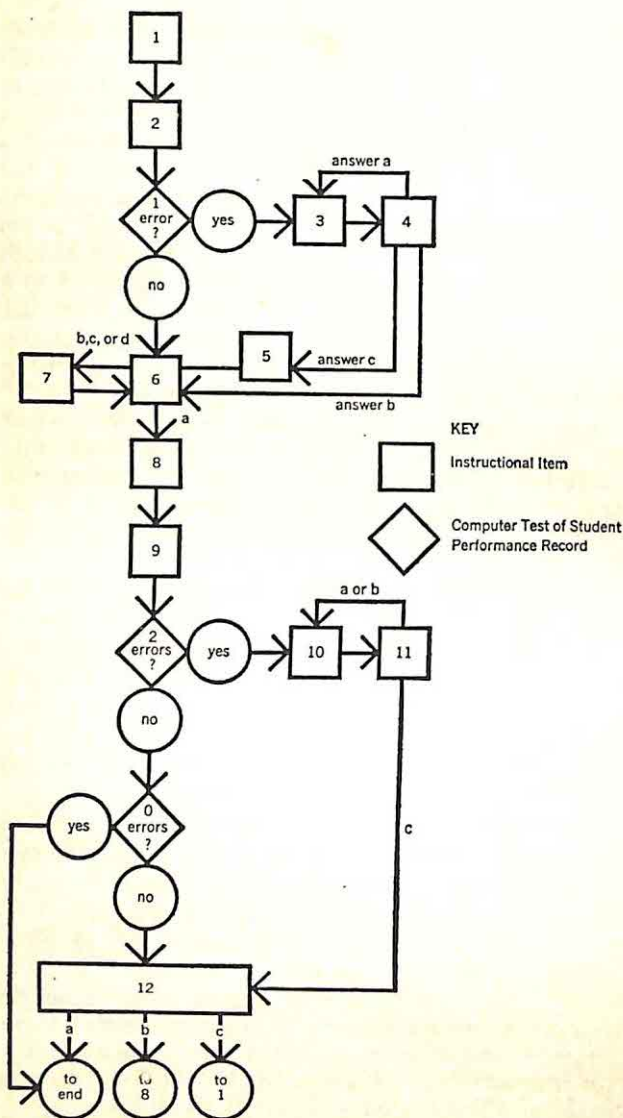 1
2
1
error
?
yes
answer a
3
4
no
b,c, or d
5
answer c
7
6
answer b
a
KEY
8
Instructional Item
9
Computer Test of Student
Performance Record
a or b
2
errors
?
yes
10
11
no
0
errors
?
yes
c
no
12
a
b
c
to
end
to
8
to
1